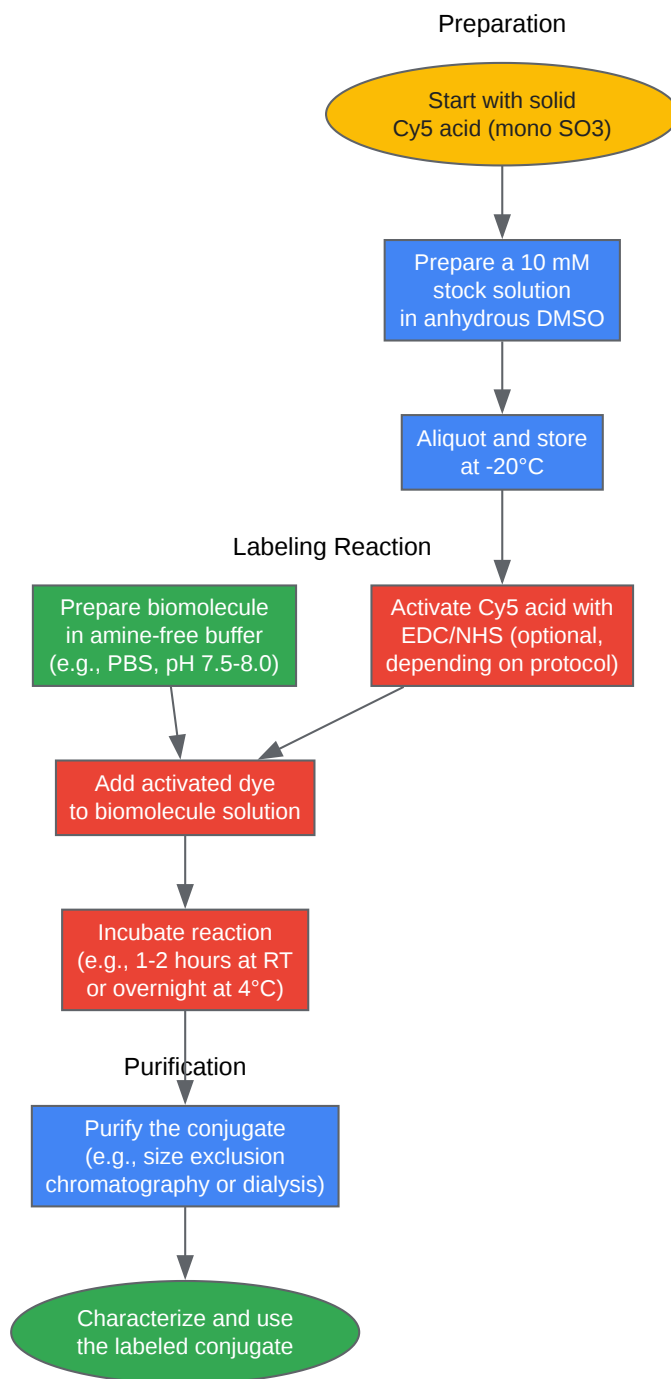 Preparation
Start with solid
Cy5 acid (mono SO3)
Prepare a 10 mM
stock solution
in anhydrous DMSO
Aliquot and store
at -20°C
Labeling Reaction
Prepare biomolecule
in amine-free buffer
(e.g., PBS, pH 7.5-8.0)
Activate Cy5 acid with
EDC/NHS (optional,
depending on protocol)
Add activated dye
to biomolecule solution
Incubate reaction
(e.g., 1-2 hours at RT
or overnight at 4°C)
Purification
Purify the conjugate
(e.g., size exclusion
chromatography or dialysis)
Characterize and use
the labeled conjugate